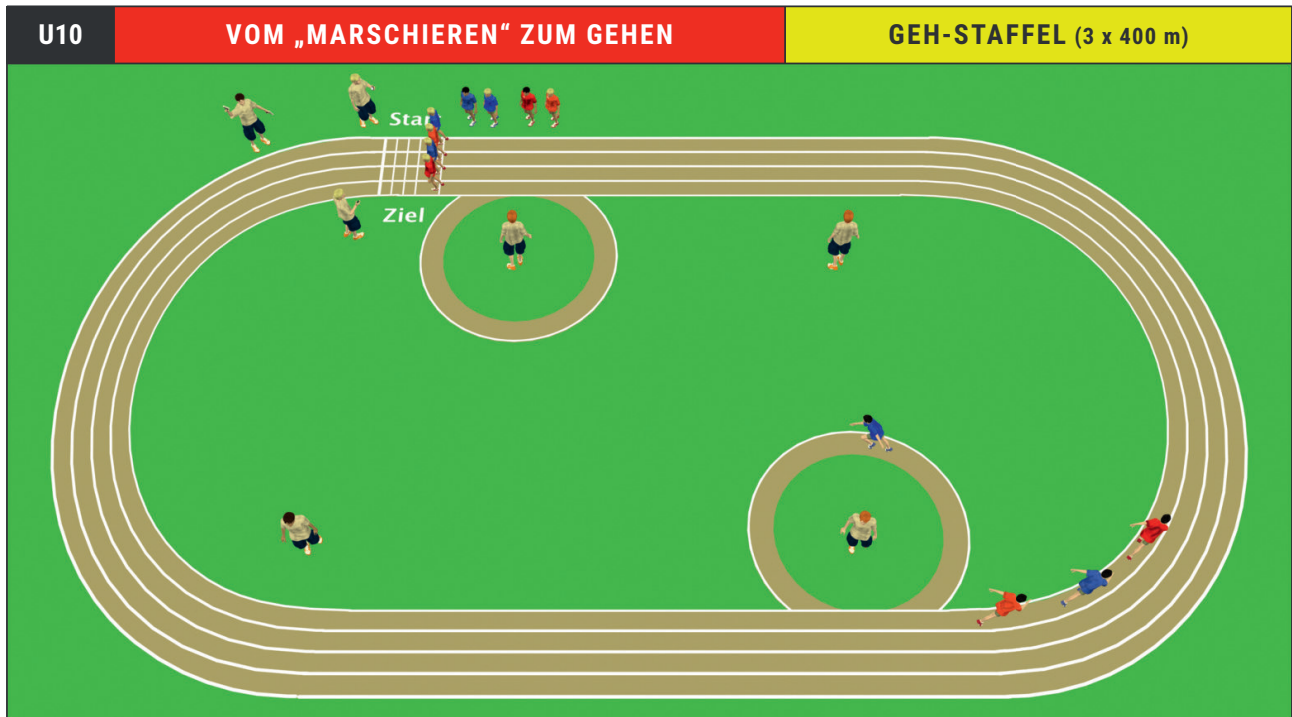 U10
VOM „MARSCHIEREN“ ZUM GEHEN
GEH-STAFFEL (3 x 400 m)
Ziel